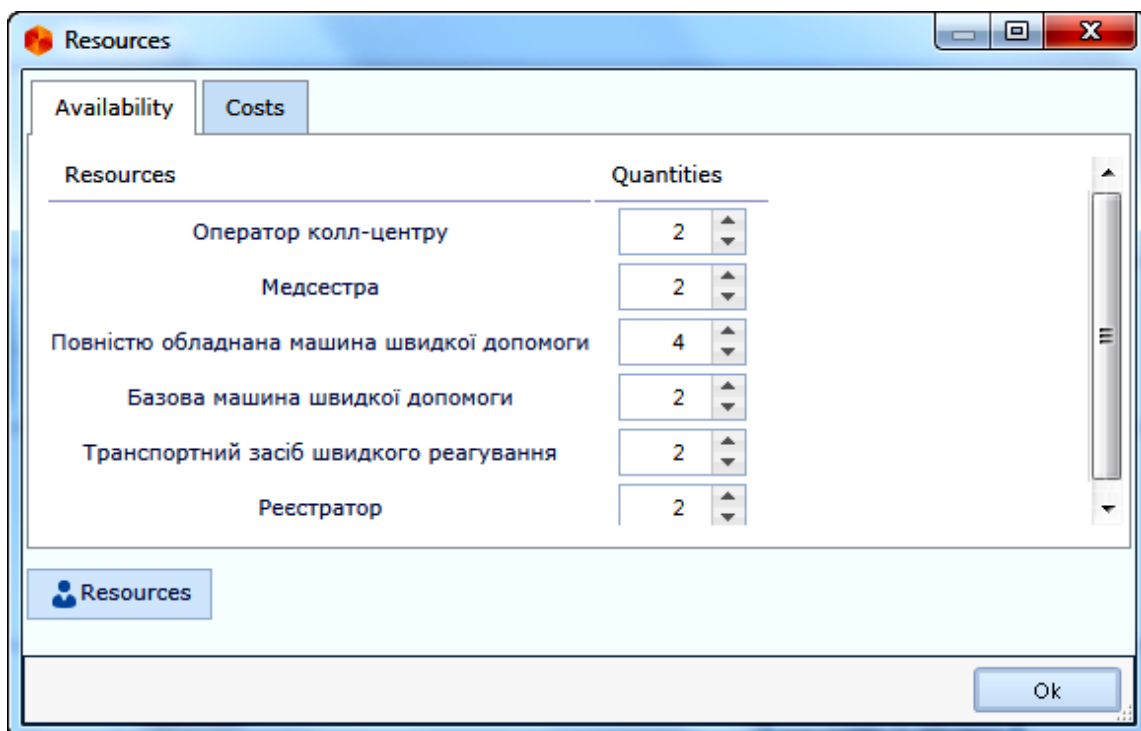 Resources
Availability Costs
Resources Quantities
Оператор колл-центру 2
Медсестра 2
Повністю обладнана машина швидкої допомоги 4
Базова машина швидкої допомоги 2
Транспортний засіб швидкого реагування 2
Реєстратор 2
Resources
Ok